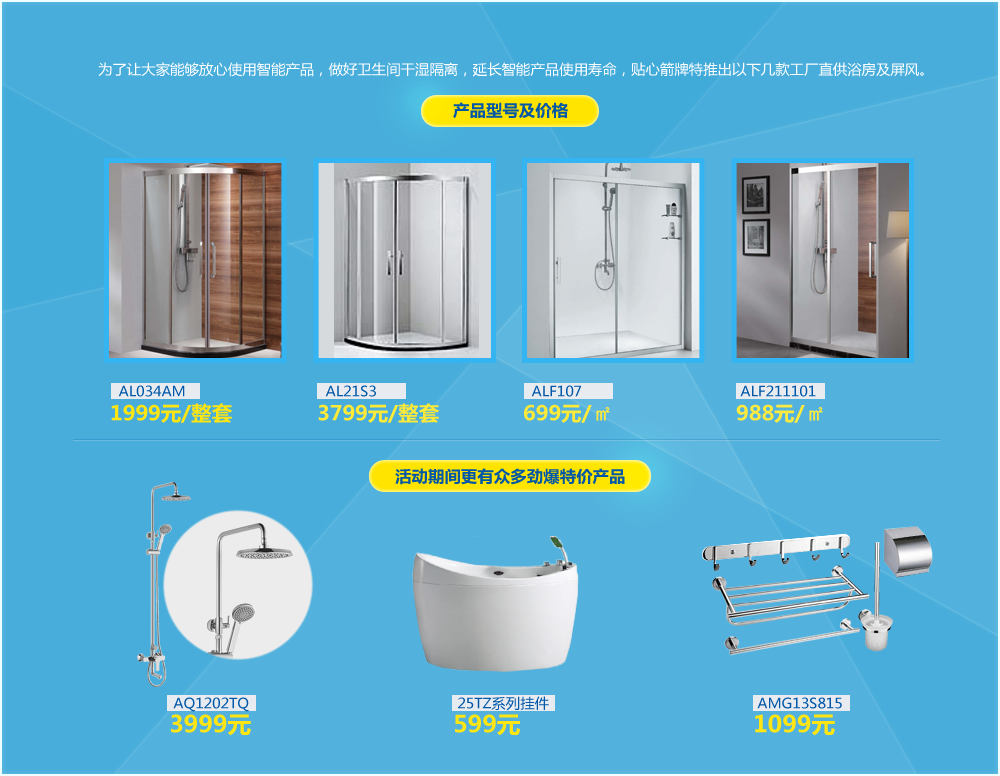 为了让大家能够放心使用智能产品，做好卫生间干湿隔离，延长智能产品使用寿命，贴心箭牌特推出以下几款工厂直供浴房及屏风。
产品型号及价格
AL034AM
AL21S3
ALF107
ALF211101
1999元/整套
3799元/整套
699元/㎡
988元/㎡
活动期间更有众多劲爆特价产品
AQ1202TQ
25TZ系列挂件
AMG13S815
3999元
599元
1099元